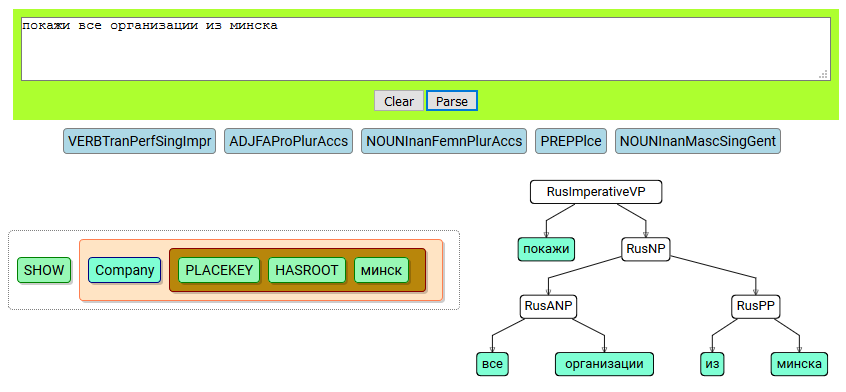 покажи все организации из минска
Clear Parse
VERBTranPerfSingImpr ADJFAProPlurAccs NOUNInanFemnPlurAccs PREPPlce NOUNInanMascSingGent
RusImperativeVP
покажи RusNP
SHOW Company PLACEKEY HASROOT минск
RusANP RusPP
все организации из минска